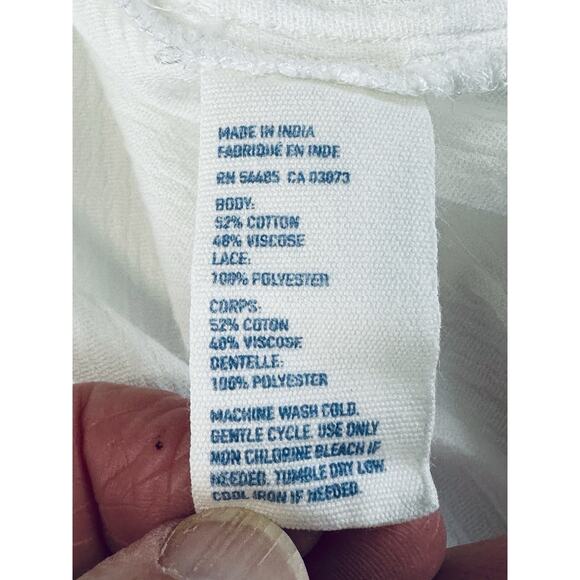 MADE IN INDIA
FABRIQUÉ EN INDE
RN 54485 CA 03073
BODY:
52% COTTON
48% VISCOSE
LACE:
100% POLYESTER
CORPS:
52% COTON
48% VISCOSE
DENTELLE:
100% POLYESTER
MACHINE WASH COLD.
GENTLE CYCLE. USE ONLY
NON CHLORINE BLEACH IF
NEEDED. TUMBLE DRY LOW.
COOL IRON IF NEEDED.